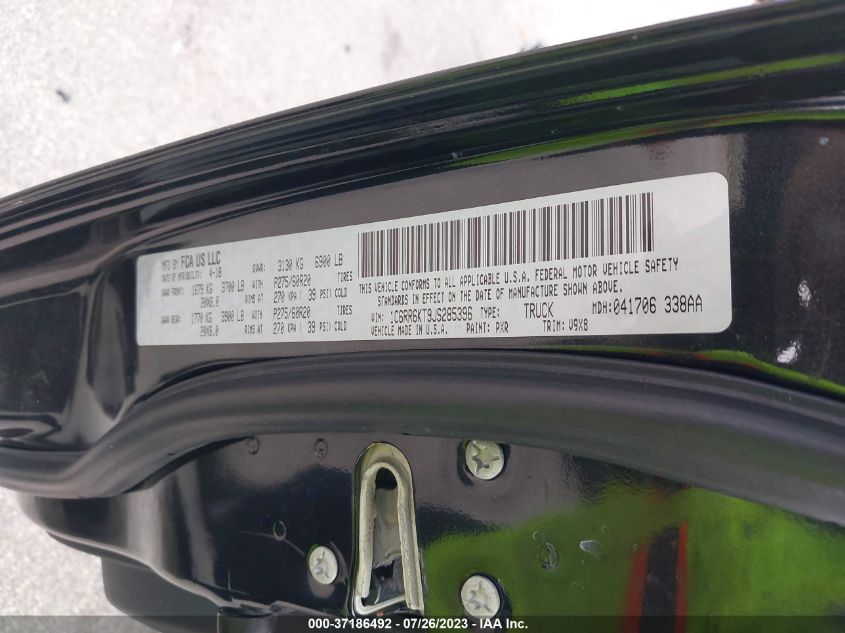 MFD BY FCA US LLC
DATE OF MFR(BUILT): 4-18 GVWR: 3130 KG 6900 LB
GAWR FRONT: 1675 KG 3700 LB WITH P275/60R20 TIRES
20X8.0 RIMS AT 270 KPA ( 39 PSI) COLD
GAWR REAR: 1770 KG 3900 LB WITH P275/60R20 TIRES
20X8.0 RIMS AT 270 KPA ( 39 PSI) COLD
THIS VEHICLE CONFORMS TO ALL APPLICABLE U.S.A. FEDERAL MOTOR VEHICLE SAFETY
STANDARDS IN EFFECT ON THE DATE OF MANUFACTURE SHOWN ABOVE.
VIN: 1C6RR6KT9JS285396 TYPE: TRUCK MDH: 041706 338AA
VEHICLE MADE IN U.S.A. PAINT: PXR TRIM: V9X8
000-37186492 - 07/26/2023 - IAA Inc.